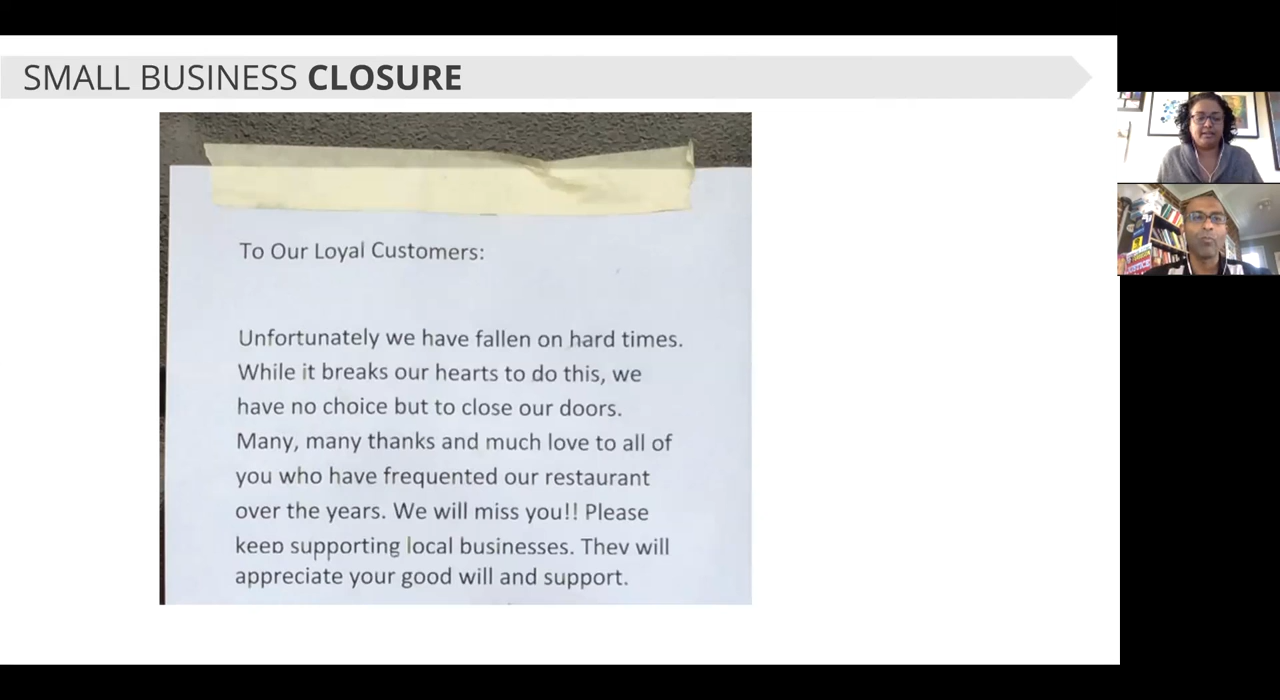 SMALL BUSINESS CLOSURE
To Our Loyal Customers:
Unfortunately we have fallen on hard times.
While it breaks our hearts to do this, we
have no choice but to close our doors.
Many, many thanks and much love to all of
you who have frequented our restaurant
over the years. We will miss you!! Please
keep supporting local businesses. They will
appreciate your good will and support.
JUSTICE